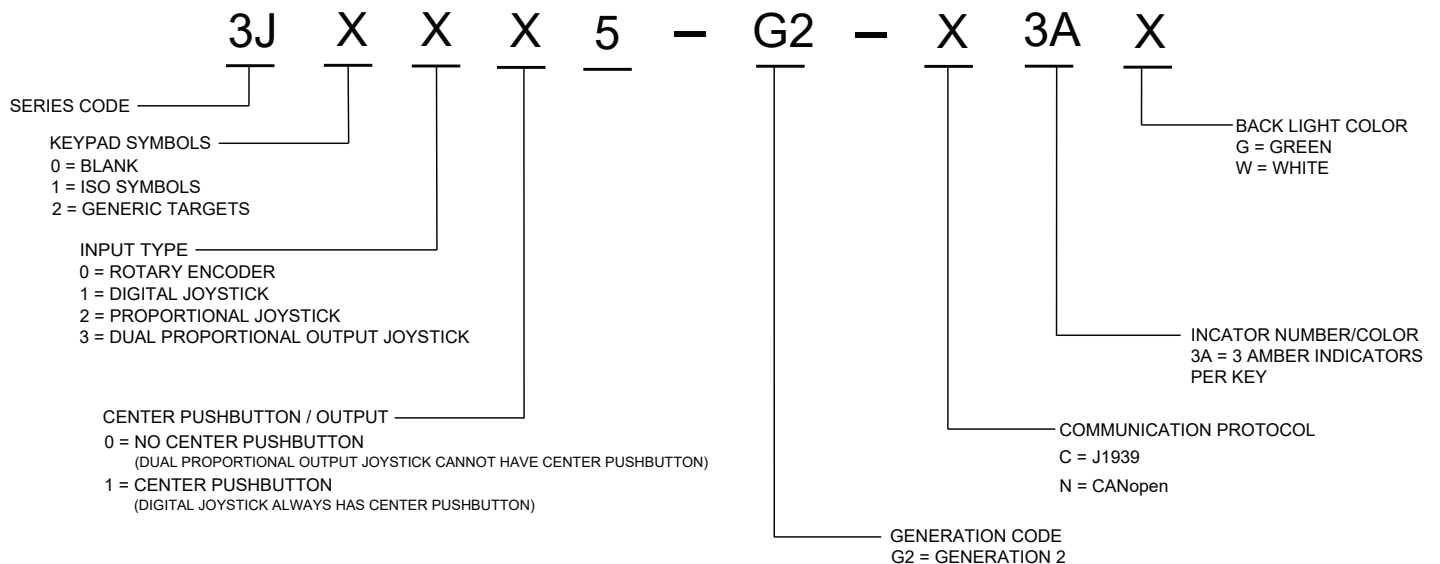 3J X X X 5 – G2 – X 3A X
SERIES CODE
KEYPAD SYMBOLS
0 = BLANK
1 = ISO SYMBOLS
2 = GENERIC TARGETS
INPUT TYPE
0 = ROTARY ENCODER
1 = DIGITAL JOYSTICK
2 = PROPORTIONAL JOYSTICK
3 = DUAL PROPORTIONAL OUTPUT JOYSTICK
CENTER PUSHBUTTON / OUTPUT
0 = NO CENTER PUSHBUTTON
(DUAL PROPORTIONAL OUTPUT JOYSTICK CANNOT HAVE CENTER PUSHBUTTON)
1 = CENTER PUSHBUTTON
(DIGITAL JOYSTICK ALWAYS HAS CENTER PUSHBUTTON)
BACK LIGHT COLOR
G = GREEN
W = WHITE
INCATOR NUMBER/COLOR
3A = 3 AMBER INDICATORS
PER KEY
COMMUNICATION PROTOCOL
C = J1939
N = CANopen
GENERATION CODE
G2 = GENERATION 2